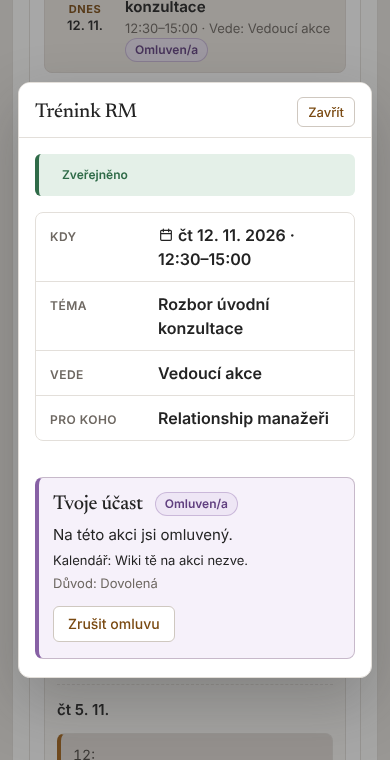 DNES
12. 11.
konzultace
12:30–15:00 · Vede: Vedoucí akce
Omluven/a
Trénink RM
Zavřít
Zveřejněno
KDY
čt 12. 11. 2026 ·
12:30–15:00
TÉMA
Rozbor úvodní
konzultace
VEDE
Vedoucí akce
PRO KOHO
Relationship manažeři
Tvoje účast
Omluven/a
Na této akci jsi omluvený.
Kalendář: Wiki tě na akci nezve.
Důvod: Dovolená
Zrušit omluvu
čt 5. 11.
12: